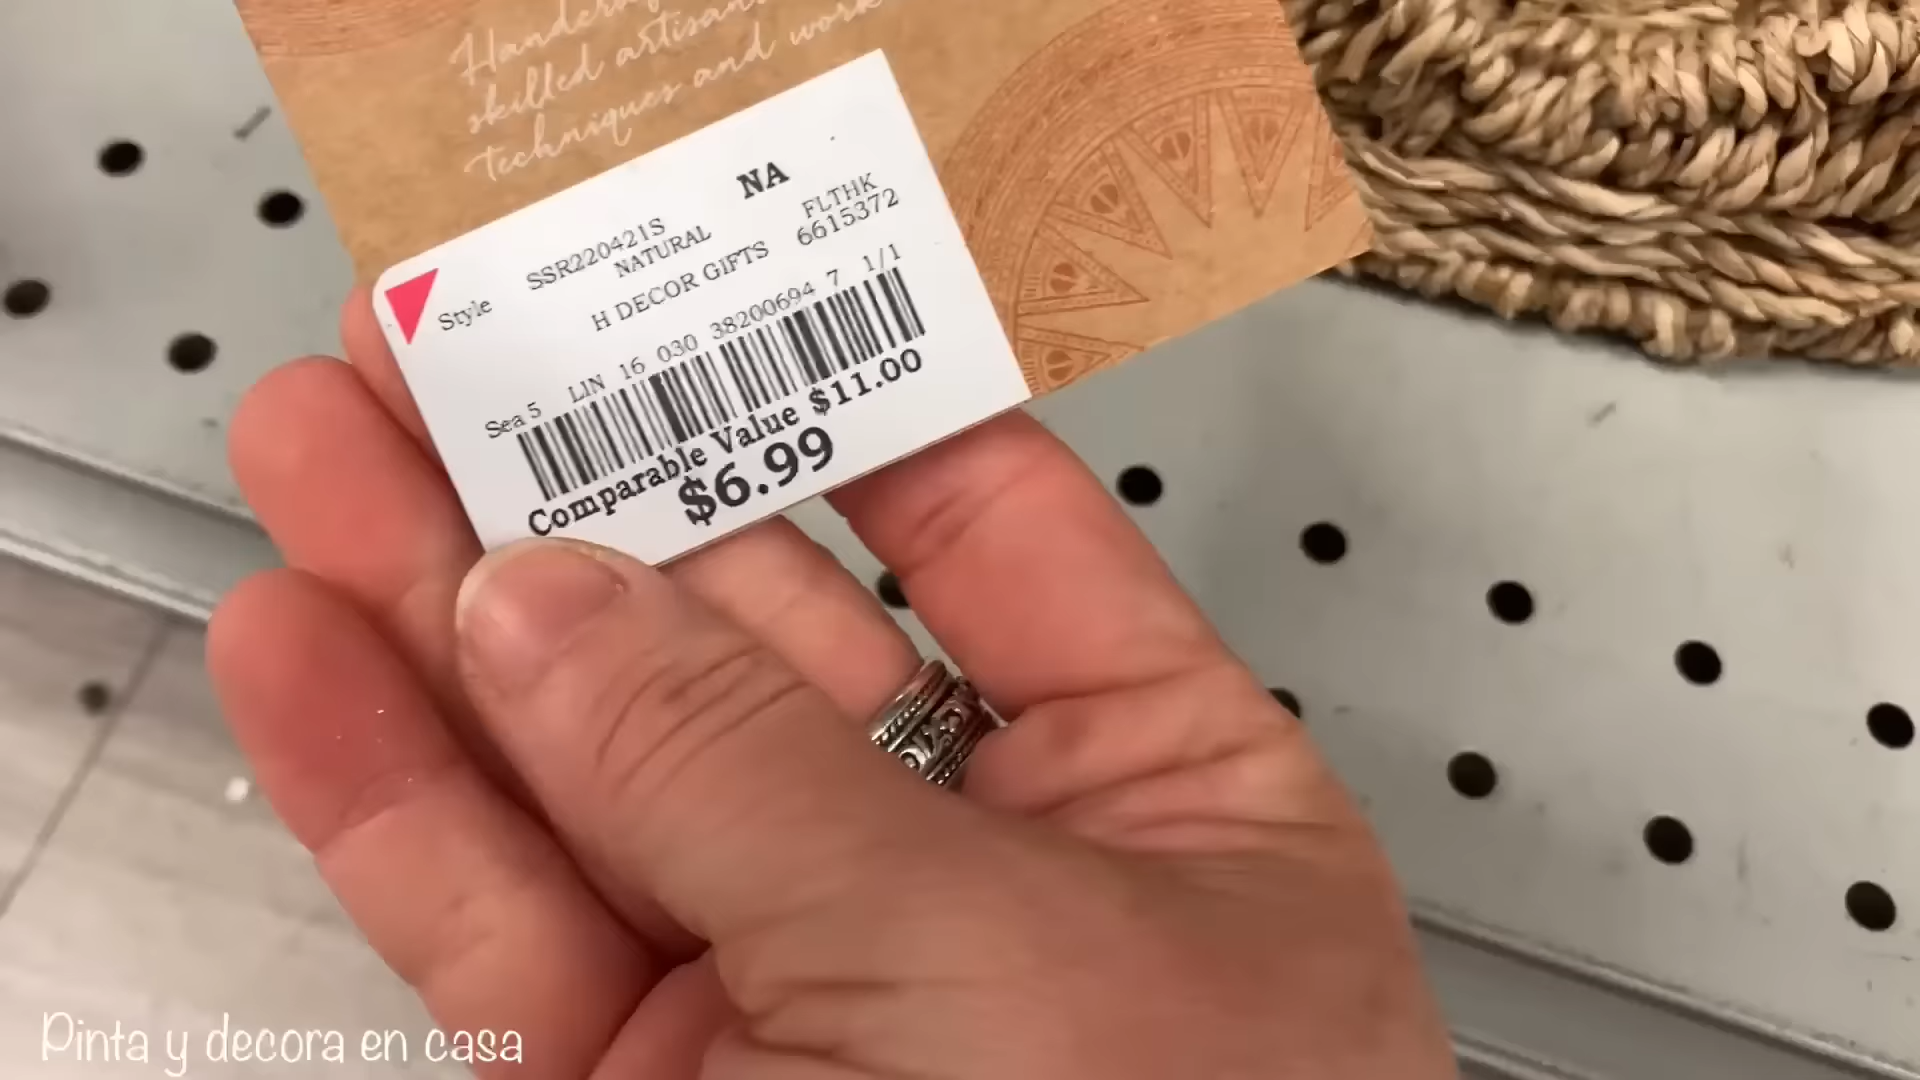 skilled artisans
techniques and work
NA
Style SSR220421S FLTHK
NATURAL 6615372
H DECOR GIFTS
Sea 5 LIN 16 030 38200694 7 1/1
Comparable Value $11.00
$6.99
Pinta y decora en casa